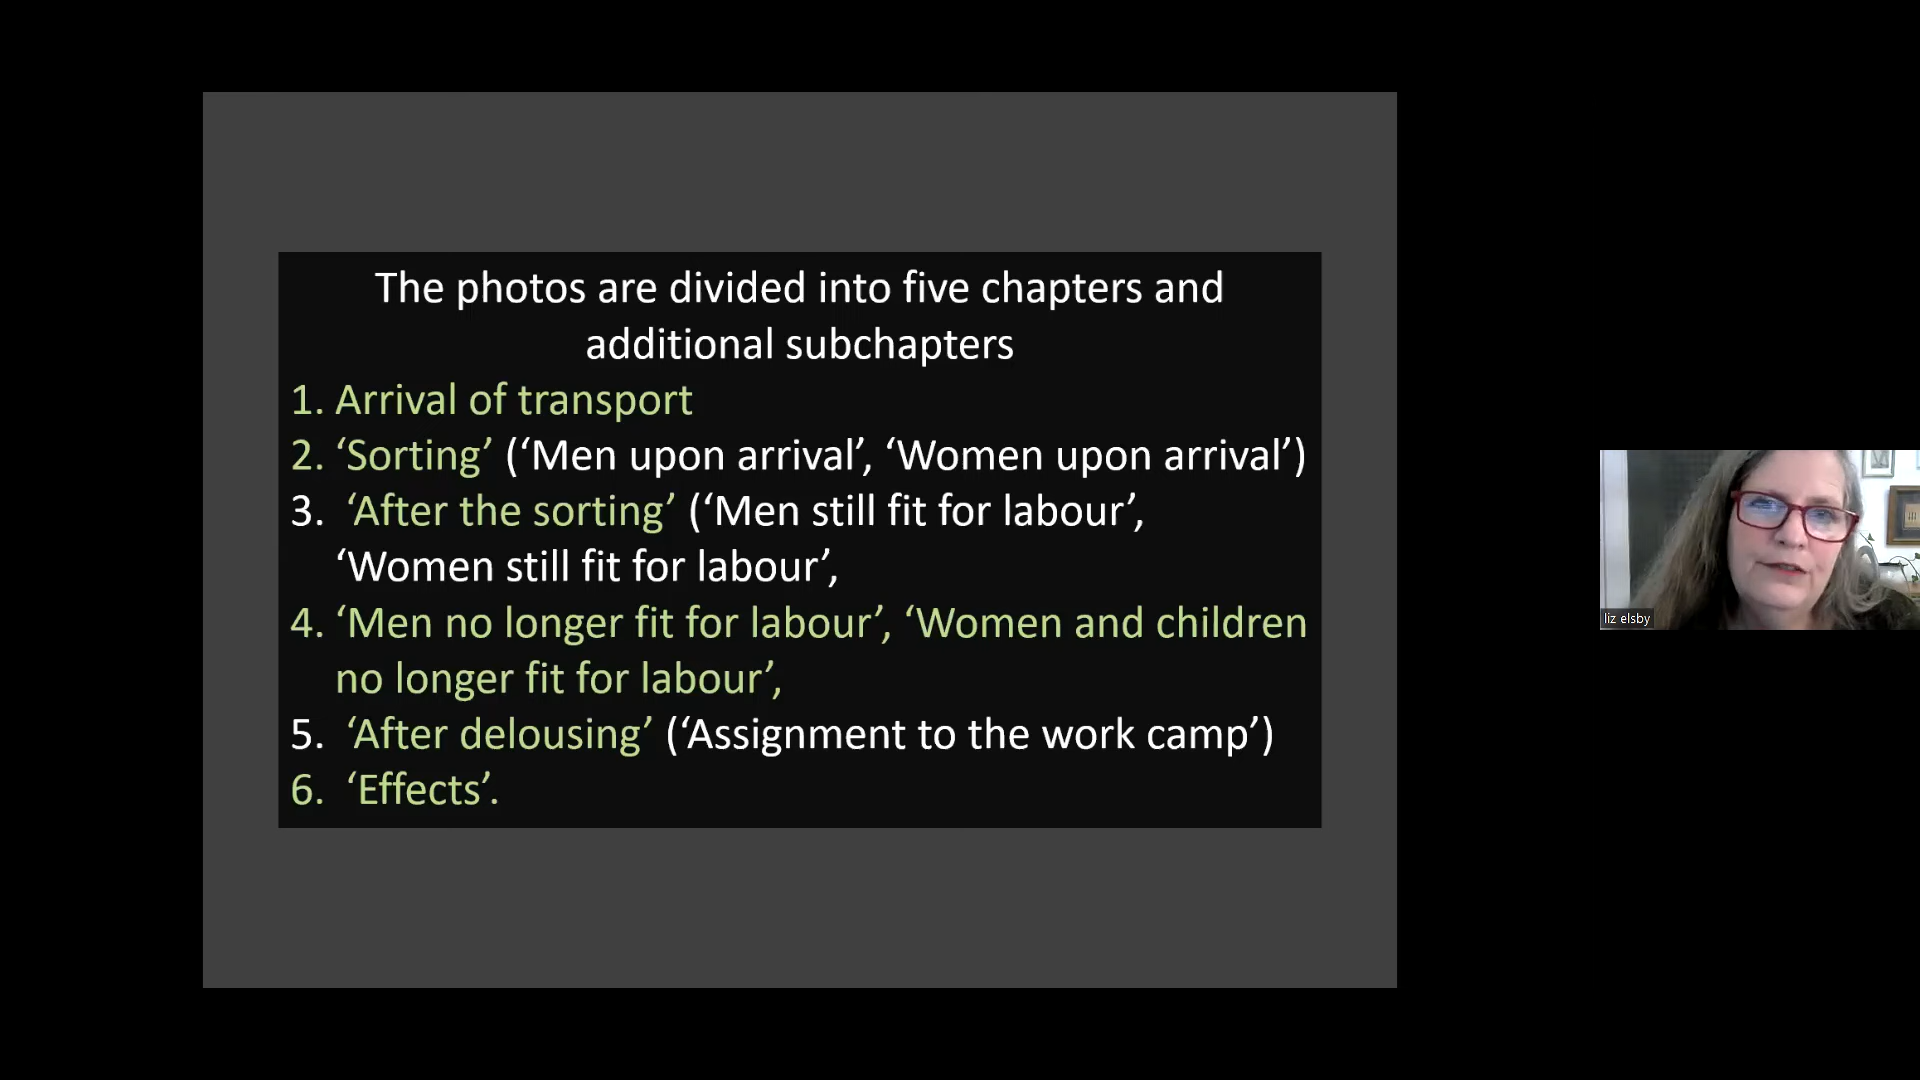 The photos are divided into five chapters and
additional subchapters
1. Arrival of transport
2. ‘Sorting’ (‘Men upon arrival’, ‘Women upon arrival’)
3. ‘After the sorting’ (‘Men still fit for labour’,
‘Women still fit for labour’,
4. ‘Men no longer fit for labour’, ‘Women and children
no longer fit for labour’,
5. ‘After delousing’ (‘Assignment to the work camp’)
6. ‘Effects’.
liz elsby